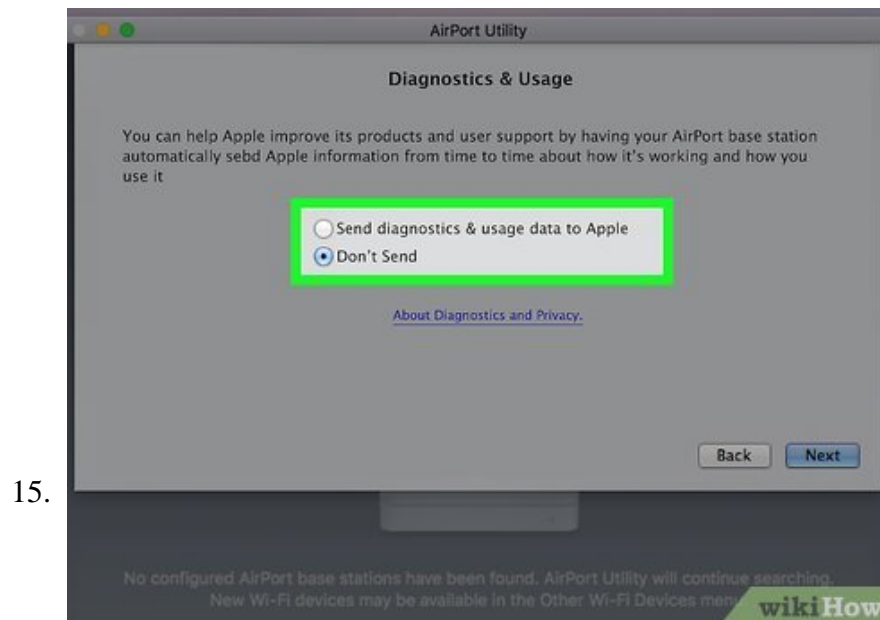 AirPort Utility
Diagnostics & Usage
You can help Apple improve its products and user support by having your AirPort base station
automatically sebd Apple information from time to time about how it's working and how you
use it
Send diagnostics & usage data to Apple
Don't Send
About Diagnostics and Privacy.
Back Next
15.
No configured AirPort base stations have been found. AirPort Utility will continue searching.
New Wi-Fi devices may be available in the Other Wi-Fi Devices
wikiHow